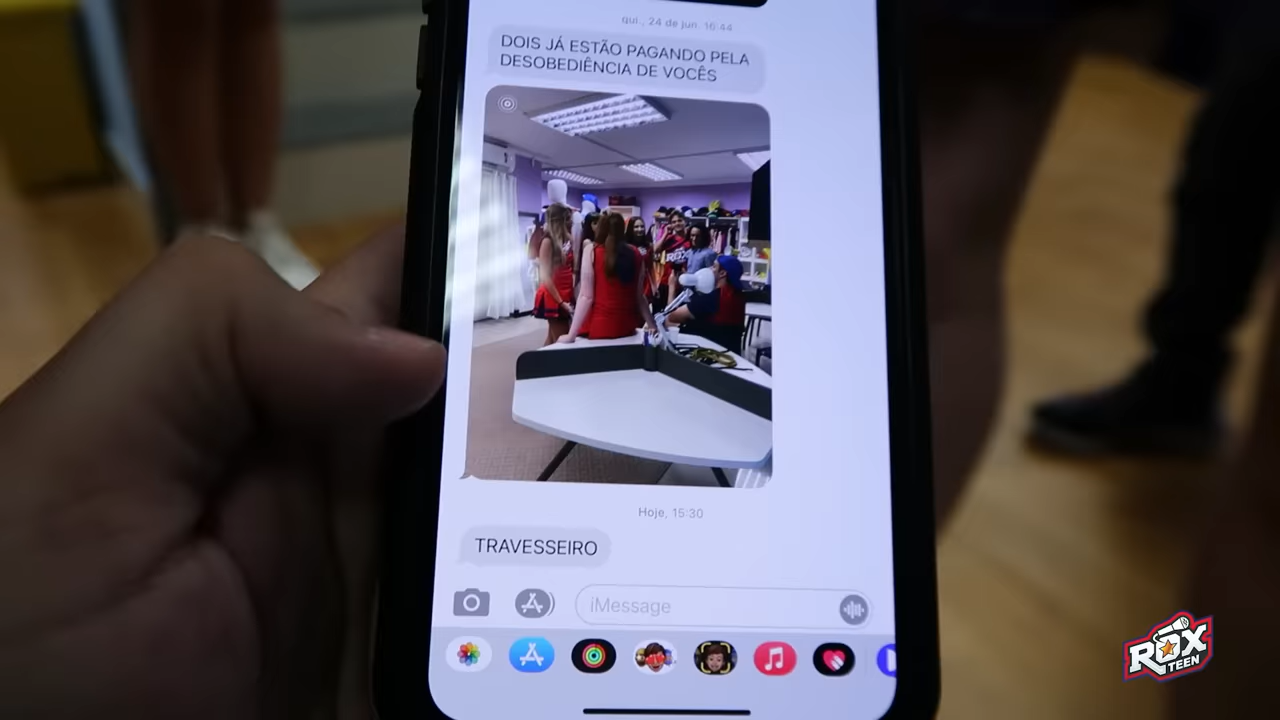 qui., 24 de jun. 16:44
DOIS JÁ ESTÃO PAGANDO PELA
DESOBEDIÊNCIA DE VOCÊS
ROX
Hoje, 15:30
TRAVESSEIRO
iMessage
ROX
TEEN